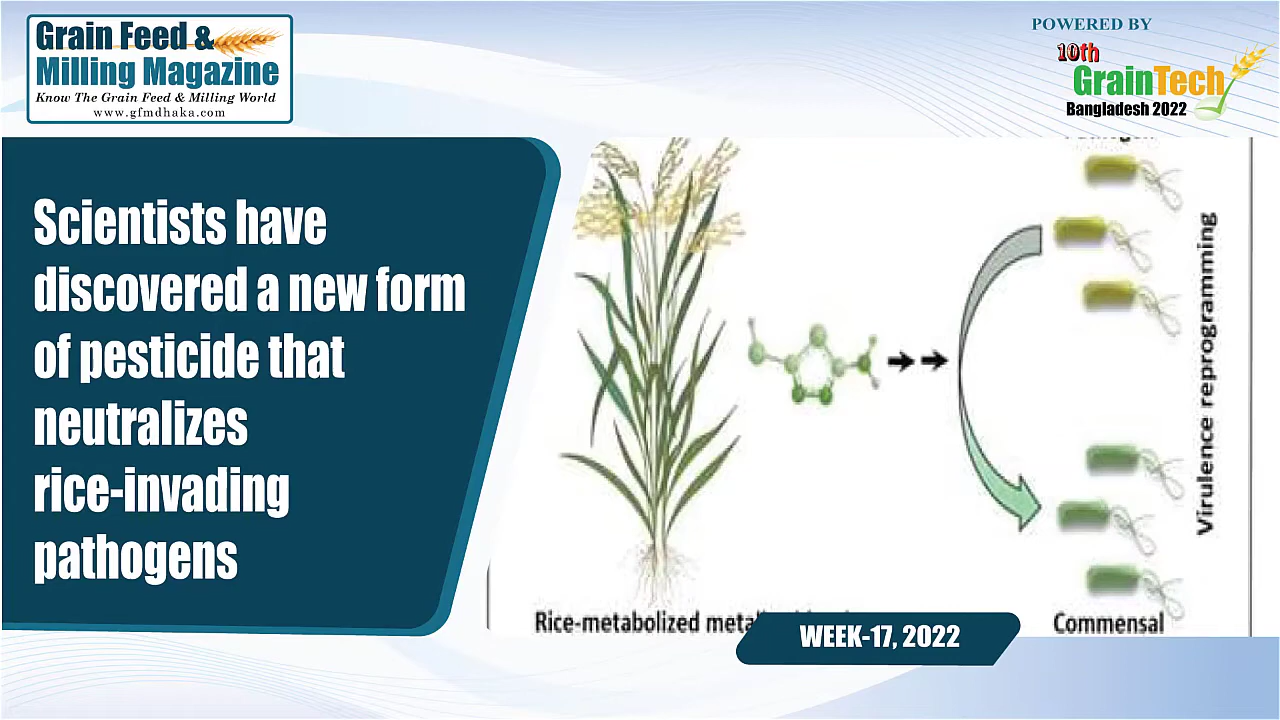 Grain Feed &
Milling Magazine
Know The Grain Feed & Milling World
www.gfmdhaka.com
POWERED BY
10th
GrainTech
Bangladesh 2022
Scientists have
discovered a new form
of pesticide that
neutralizes
rice-invading
pathogens
Virulence reprogramming
Rice-metabolized
Commensal
WEEK-17, 2022